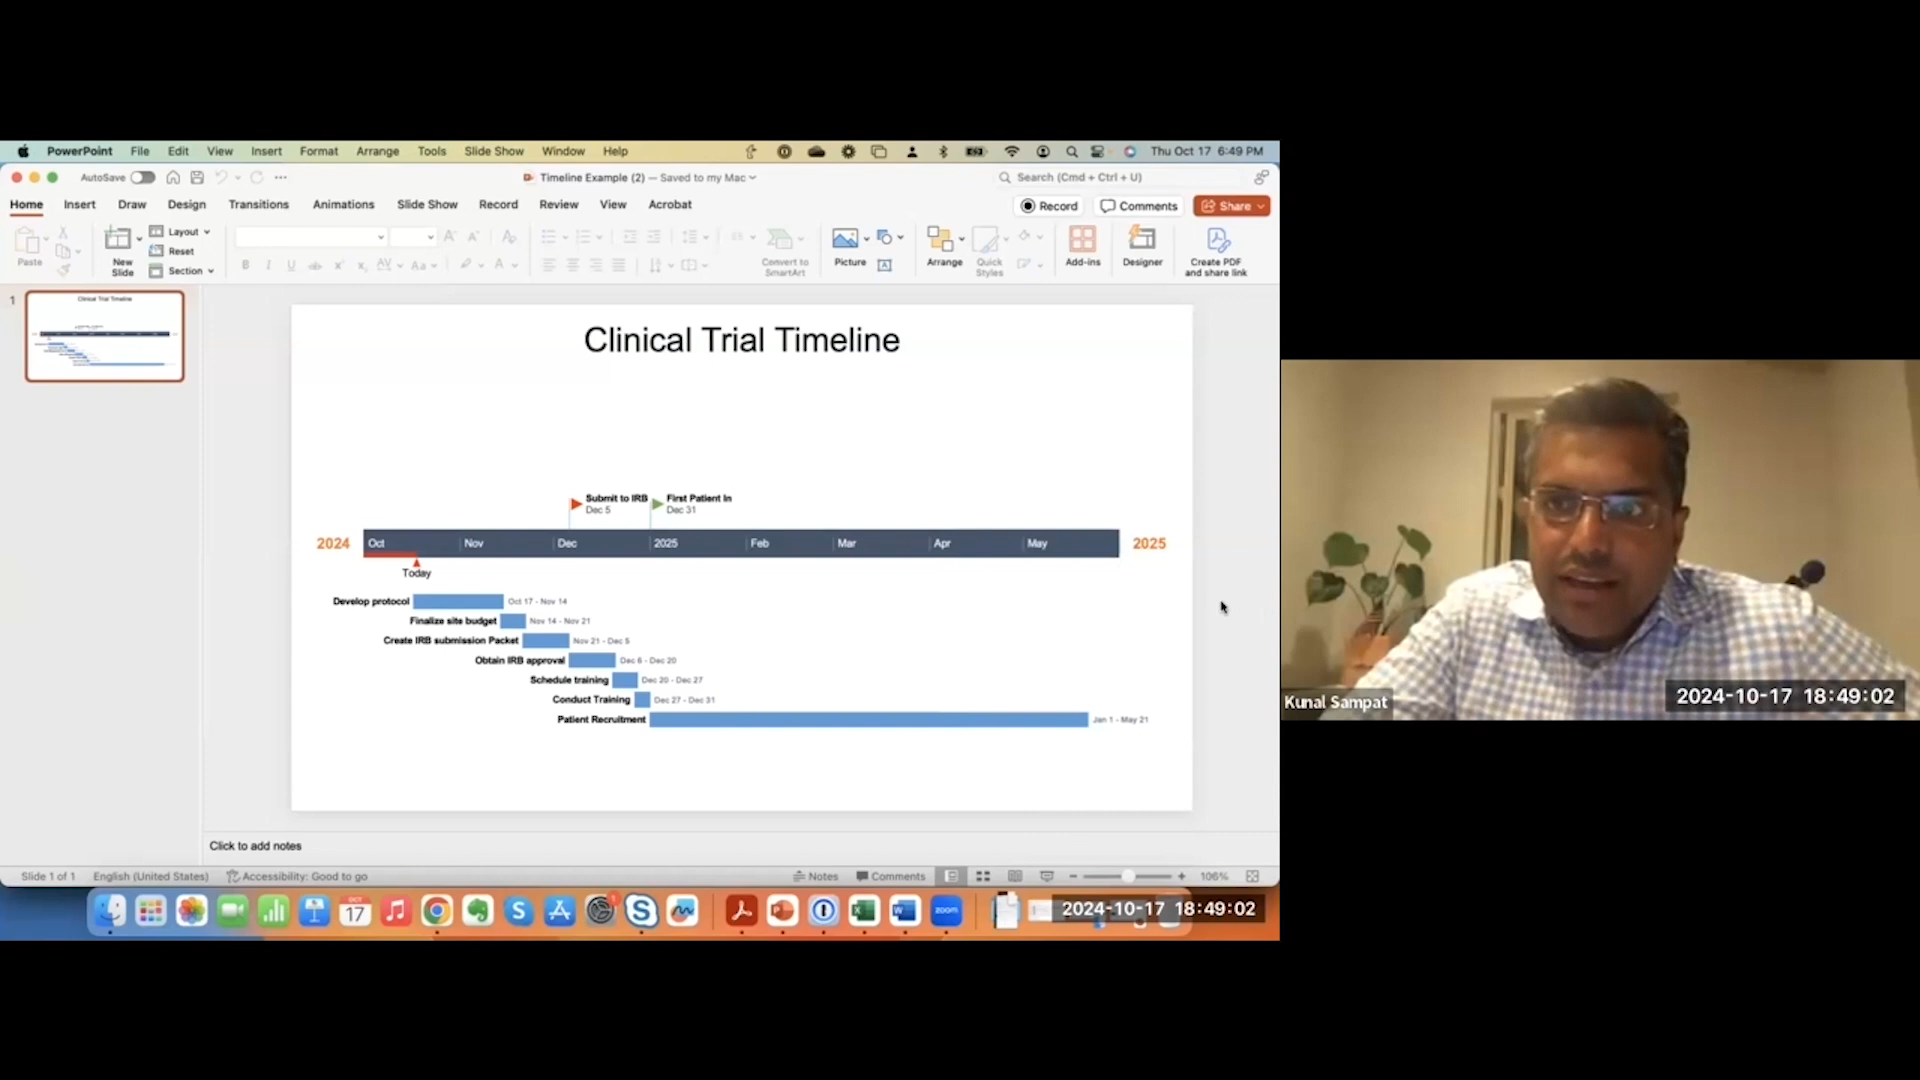 PowerPoint File Edit View Insert Format Arrange Tools Slide Show Window Help Thu Oct 17 6:49 PM
AutoSave Timeline Example (2) — Saved to my Mac Search (Cmd + Ctrl + U)
Home Insert Draw Design Transitions Animations Slide Show Record Review View Acrobat Record Comments Share
Paste New Slide Layout Reset Section Convert to SmartArt Picture Arrange Quick Styles Add-ins Designer Create PDF and share link
1
Clinical Trial Timeline
Clinical Trial Timeline
Submit to IRB First Patient In
Dec 5 Dec 31
2024 Oct Nov Dec 2025 Feb Mar Apr May 2025
Today
Develop protocol Oct 17 - Nov 14
Finalize site budget Nov 14 - Nov 21
Create IRB submission Packet Nov 21 - Dec 5
Obtain IRB approval Dec 6 - Dec 20
Schedule training Dec 20 - Dec 27
Conduct Training Dec 27 - Dec 31
Patient Recruitment Jan 1 - May 21
Click to add notes
Slide 1 of 1 English (United States) Accessibility: Good to go Notes Comments 106%
OCT
17
zoom
2024-10-17 18:49:02
Kunal Sampat
2024-10-17 18:49:02